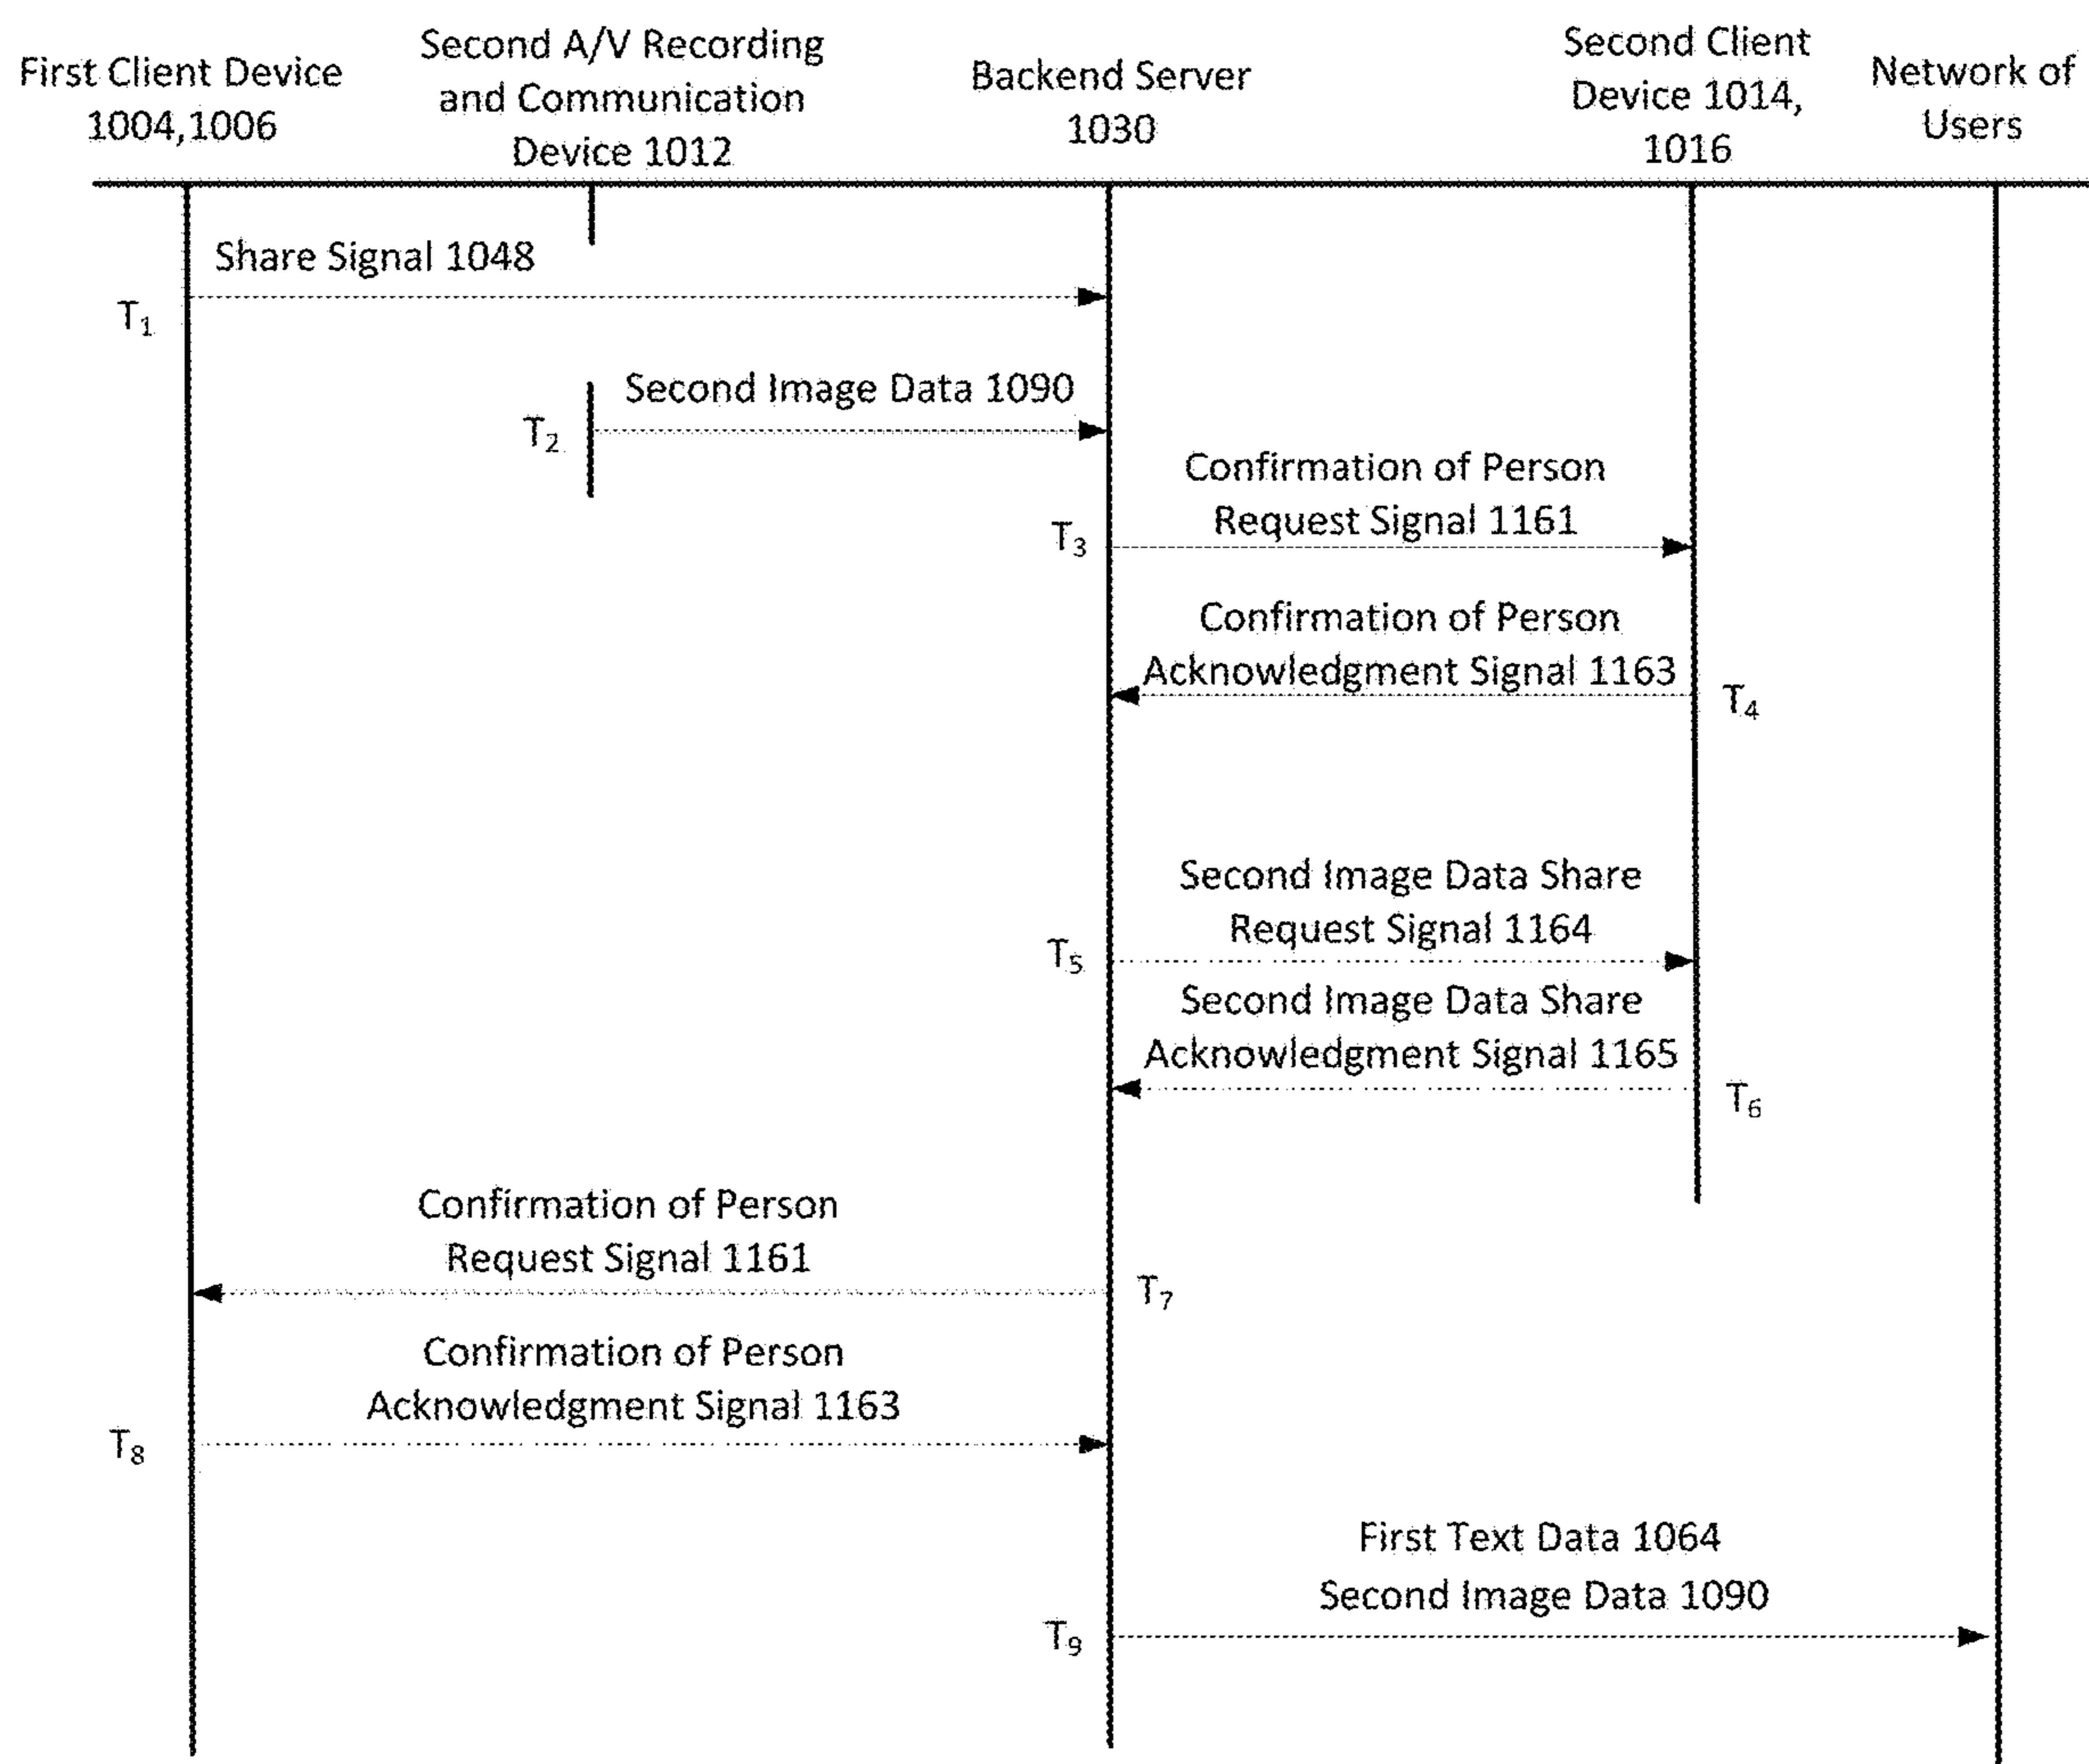 First Client Device
1004,1006
Second A/V Recording
and Communication
Device 1012
Backend Server
1030
Second Client
Device 1014,
1016
Network of
Users
Share Signal 1048
T1
Second Image Data 1090
T2
Confirmation of Person
Request Signal 1161
T3
Confirmation of Person
Acknowledgment Signal 1163
T4
Second Image Data Share
Request Signal 1164
T5
Second Image Data Share
Acknowledgment Signal 1165
T6
Confirmation of Person
Request Signal 1161
T7
Confirmation of Person
Acknowledgment Signal 1163
T8
First Text Data 1064
Second Image Data 1090
T9